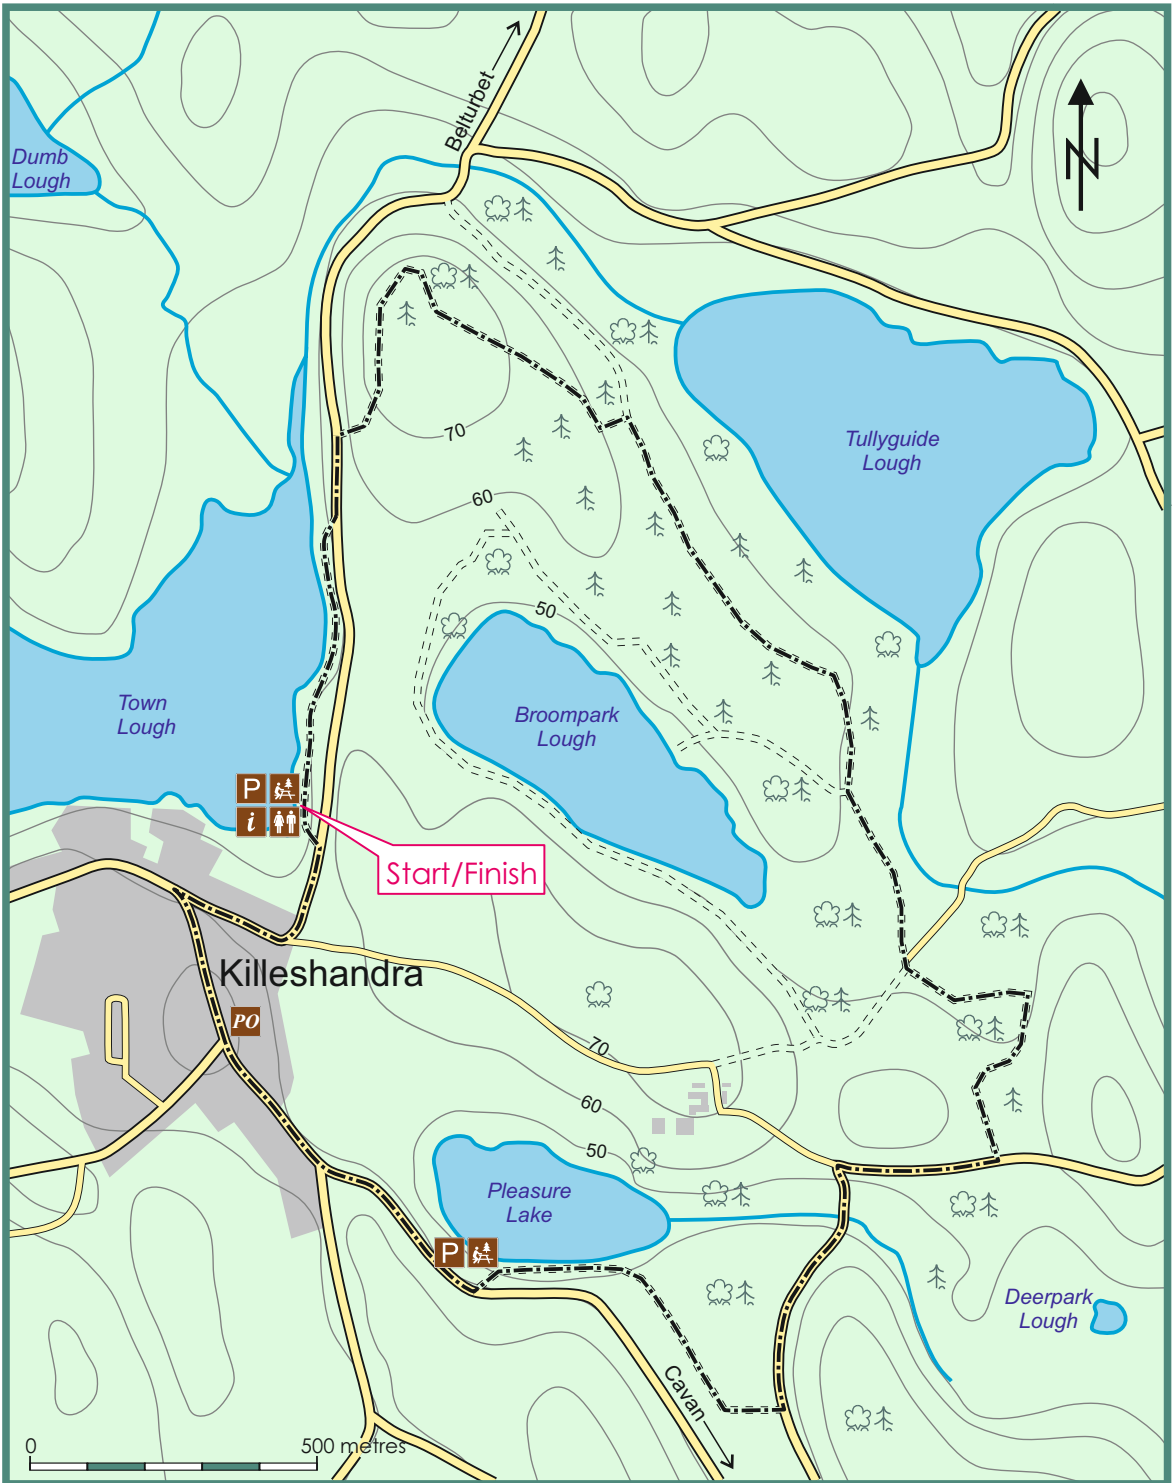 Belturbet
N
Dumb
Lough
70
60
Tullyguide
Lough
50
Town
Lough
Broompark
Lough
P
i
Start/Finish
Killeshandra
PO
70
60
50
Pleasure
Lake
P
Deerpark
Lough
Cavan
0
500 metres